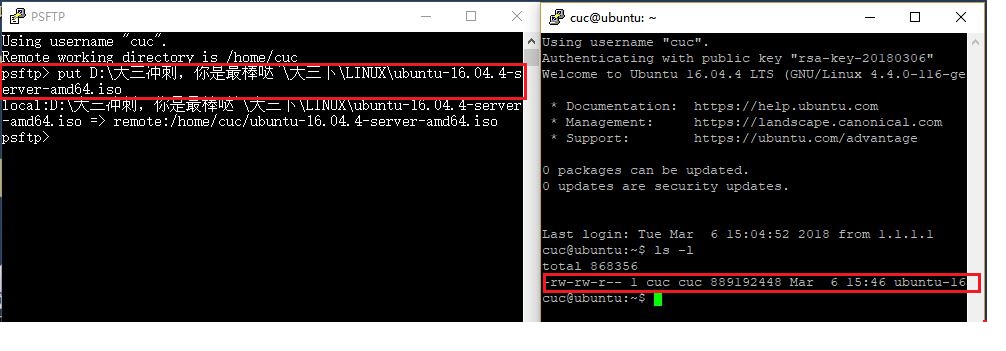 PSFTP
Using username "cuc".
Remote working directory is /home/cuc
psftp> put D:\大三冲刺，你是最棒哒 \大三下\LINUX\ubuntu-16.04.4-s
erver-amd64.iso
local:D:\大三冲刺，你是最棒哒 \大三下\LINUX\ubuntu-16.04.4-server
-amd64.iso => remote:/home/cuc/ubuntu-16.04.4-server-amd64.iso
psftp>
cuc@ubuntu: ~
Using username "cuc".
Authenticating with public key "rsa-key-20180306"
Welcome to Ubuntu 16.04.4 LTS (GNU/Linux 4.4.0-116-ge
* Documentation: https://help.ubuntu.com
* Management: https://landscape.canonical.com
* Support: https://ubuntu.com/advantage
0 packages can be updated.
0 updates are security updates.
Last login: Tue Mar 6 15:04:52 2018 from 1.1.1.1
cuc@ubuntu:~$ ls -l
total 868356
-rw-rw-r-- 1 cuc cuc 889192448 Mar 6 15:46 ubuntu-16
cuc@ubuntu:~$